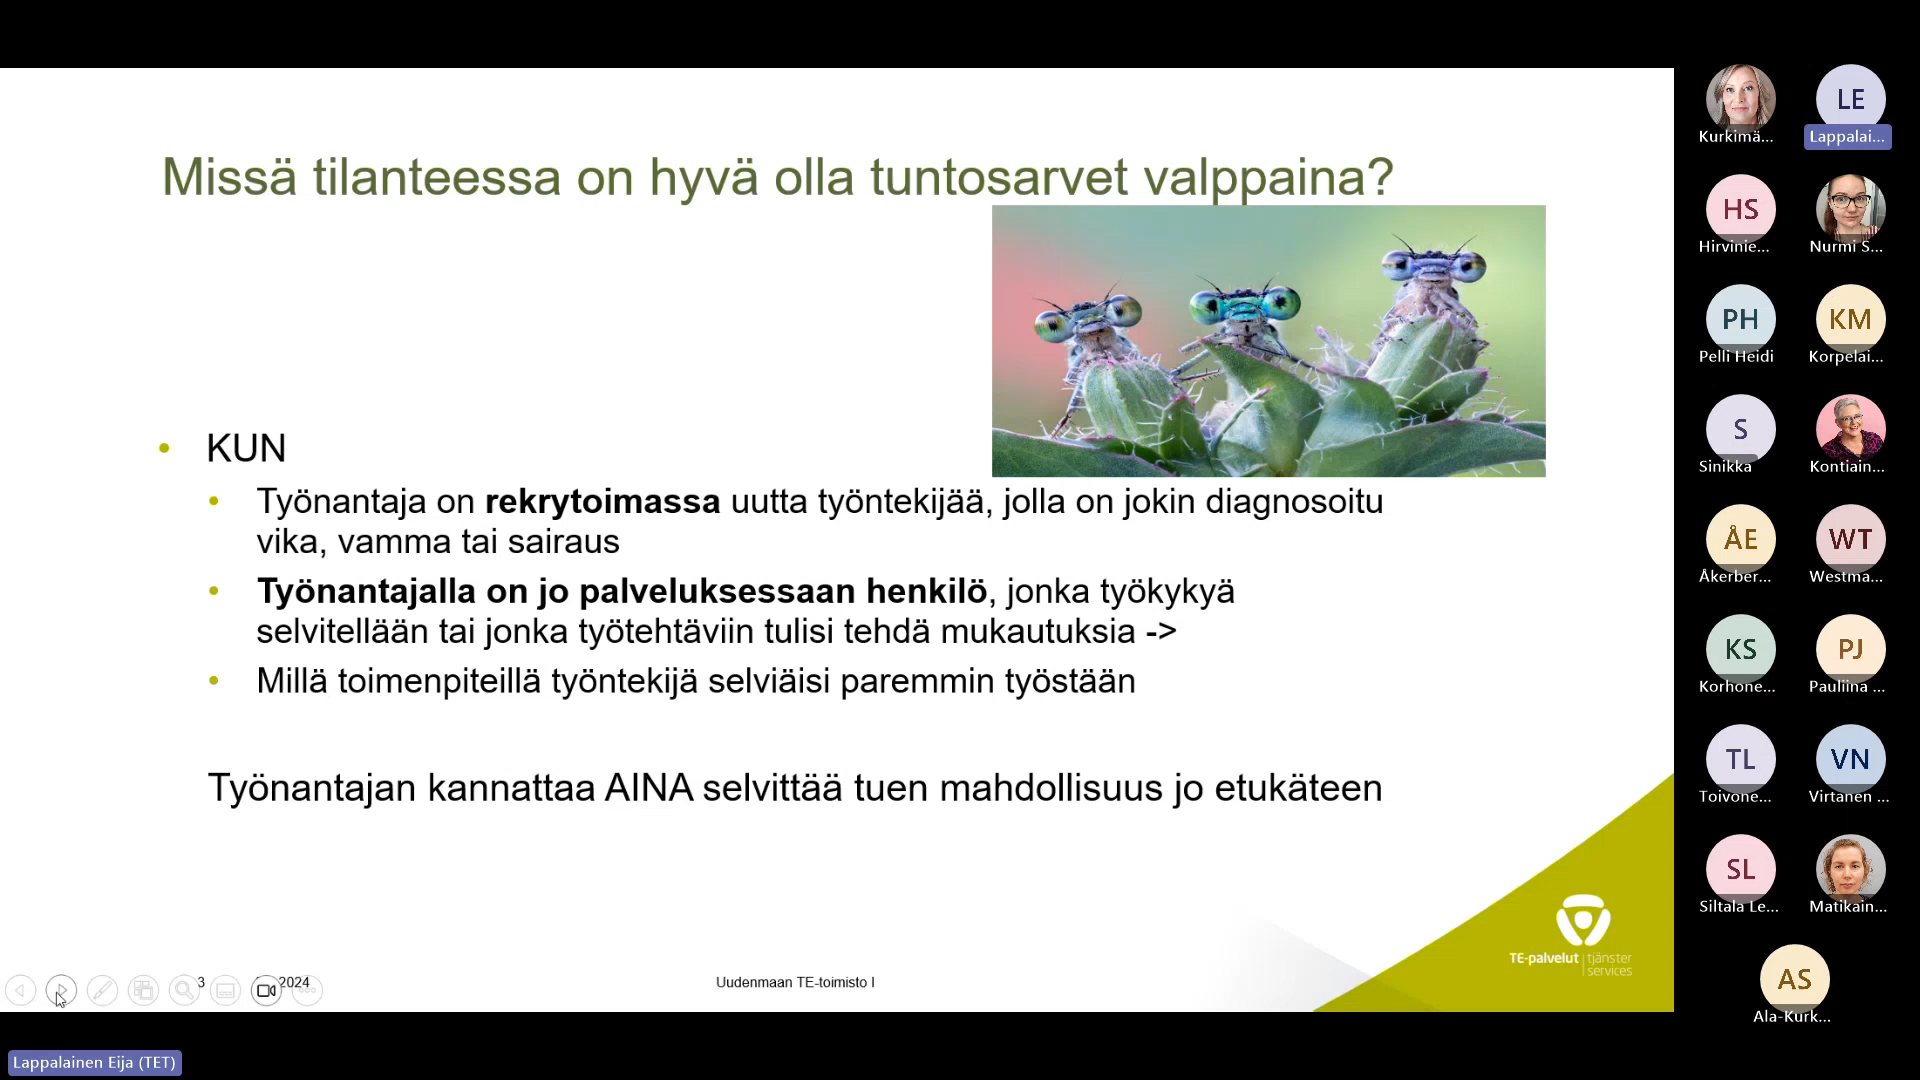 Missä tilanteessa on hyvä olla tuntosarvet valppaina?
KUN
Työnantaja on rekrytoimassa uutta työntekijää, jolla on jokin diagnosoitu
vika, vamma tai sairaus
Työnantajalla on jo palveluksessaan henkilö, jonka työkykyä
selvitellään tai jonka työtehtäviin tulisi tehdä mukautuksia ->
Millä toimenpiteillä työntekijä selviäisi paremmin työstään
Työnantajan kannattaa AINA selvittää tuen mahdollisuus jo etukäteen
TE-palvelut tjänster
services
3
2024
Uudenmaan TE-toimisto I
Lappalainen Eija (TET)
Kurkimä...
LE
Lappalai...
HS
Hirvinie...
Nurmi S...
PH
Pelli Heidi
KM
Korpelai...
S
Sinikka
Kontiain...
ÅE
Åkerber...
WT
Westma...
KS
Korhone...
PJ
Pauliina ...
TL
Toivone...
VN
Virtanen ...
SL
Siltala Le...
Matikain...
AS
Ala-Kurk...